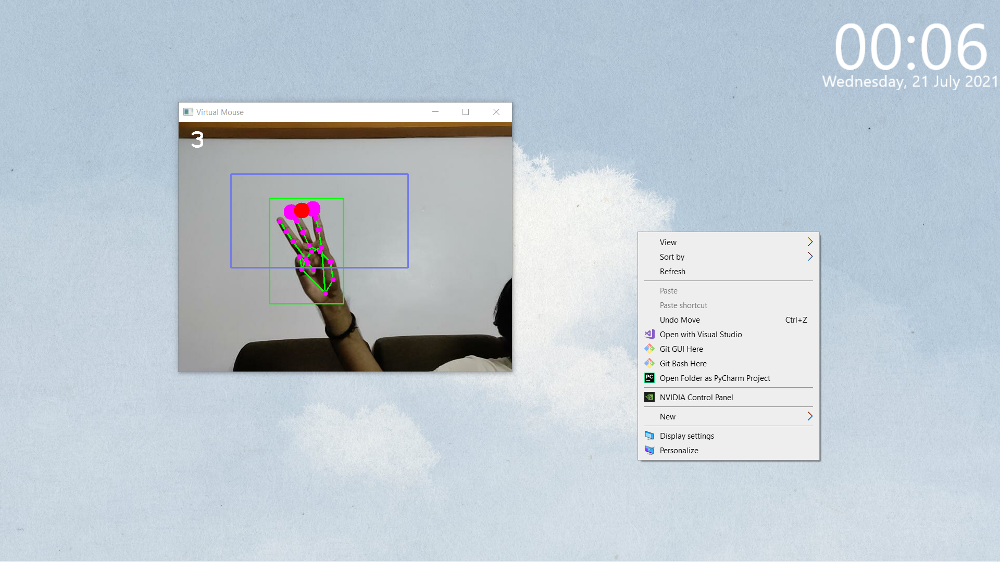 00:06
Wednesday, 21 July 2021
Virtual Mouse
3
View
Sort by
Refresh
Paste
Paste shortcut
Undo Move Ctrl+Z
Open with Visual Studio
Git GUI Here
Git Bash Here
PC Open Folder as PyCharm Project
NVIDIA Control Panel
New
Display settings
Personalize